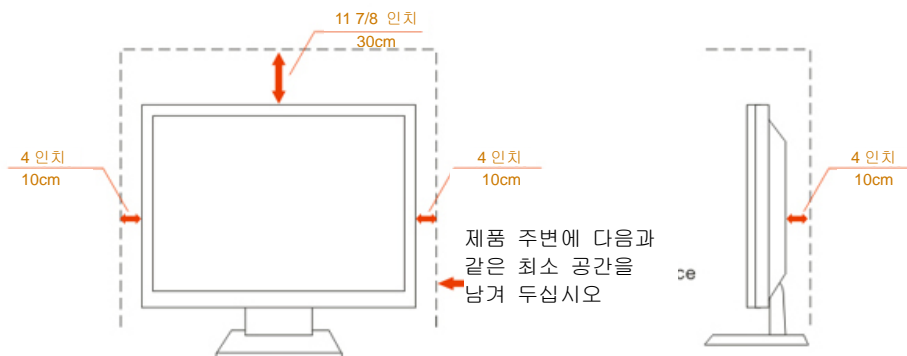 11 7/8 인치
30cm
4 인치
10cm
4 인치
10cm
4 인치
10cm
제품 주변에 다음과
같은 최소 공간을
남겨 두십시오